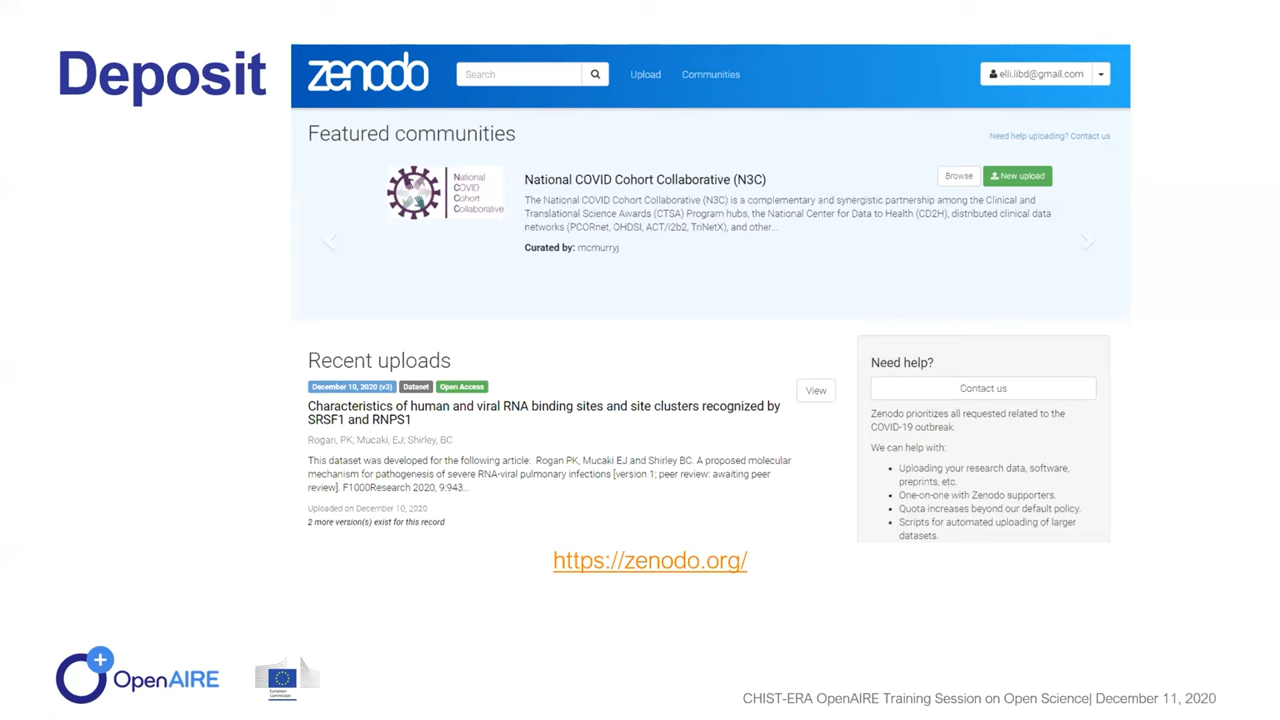 Deposit
zenodo
Search
Upload
Communities
elli.libd@gmail.com
Featured communities
Need help uploading? Contact us
National
COVID
Cohort
Collaborative
National COVID Cohort Collaborative (N3C)
Browse
New upload
The National COVID Cohort Collaborative (N3C) is a complementary and synergistic partnership among the Clinical and
Translational Science Awards (CTSA) Program hubs, the National Center for Data to Health (CD2H), distributed clinical data
networks (PCORnet, OHDSI, ACT/i2b2, TriNetX), and other...
Curated by: mcmurryj
Recent uploads
December 10, 2020 (v3) Dataset Open Access
View
Characteristics of human and viral RNA binding sites and site clusters recognized by
SRSF1 and RNPS1
Rogan, PK; Mucaki, EJ; Shirley, BC
This dataset was developed for the following article: Rogan PK, Mucaki EJ and Shirley BC. A proposed molecular
mechanism for pathogenesis of severe RNA-viral pulmonary infections [version 1; peer review: awaiting peer
review]. F1000Research 2020, 9:943...
Uploaded on December 10, 2020
2 more version(s) exist for this record
Need help?
Contact us
Zenodo prioritizes all requested related to the
COVID-19 outbreak.
We can help with:
Uploading your research data, software,
preprints, etc.
One-on-one with Zenodo supporters.
Quota increases beyond our default policy.
Scripts for automated uploading of larger
datasets.
https://zenodo.org/
OpenAIRE
European
Commission
CHIST-ERA OpenAIRE Training Session on Open Science| December 11, 2020